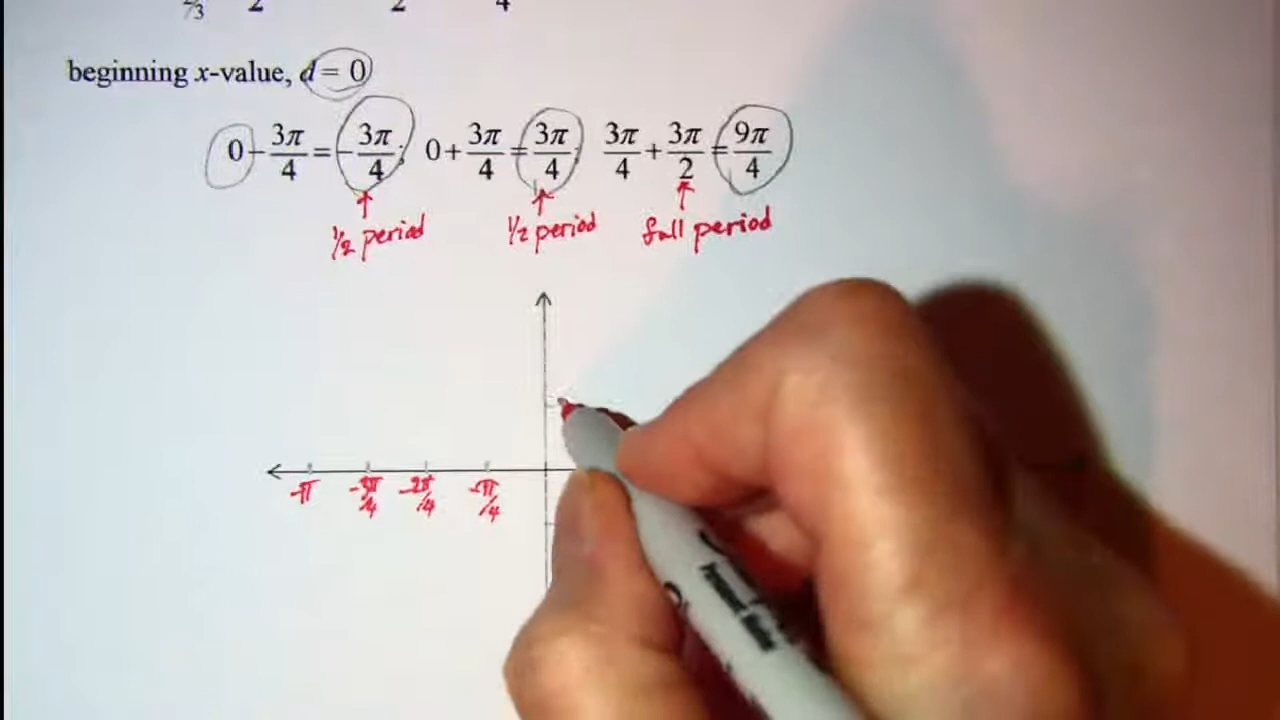 beginning x-value, d = 0
0 − 3π/4 = −3π/4; 0 + 3π/4 = 3π/4 3π/4 + 3π/2 = 9π/4
1/2 period 1/2 period full period
-π -3π/4 -2π/4 -π/4